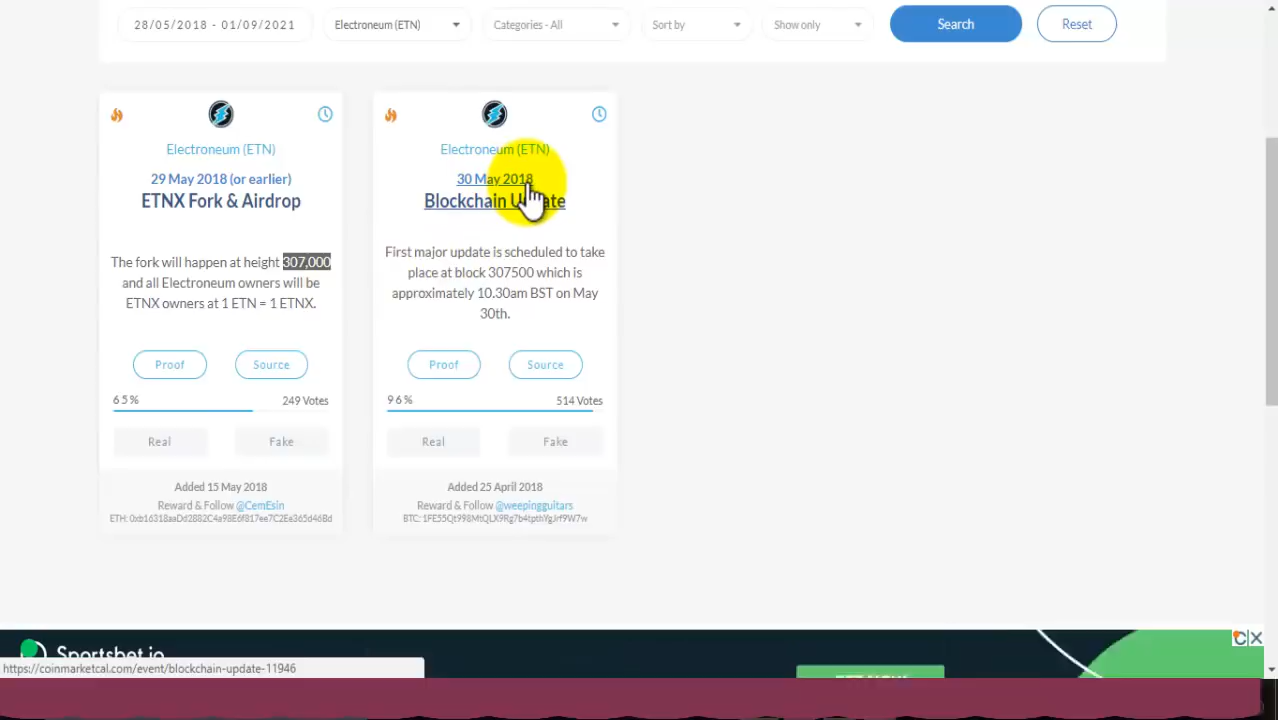 28/05/2018 - 01/09/2021
Electroneum (ETN)
Categories - All
Sort by
Show only
Search
Reset
Electroneum (ETN)
29 May 2018 (or earlier)
ETNX Fork & Airdrop
The fork will happen at height 307,000
and all Electroneum owners will be
ETNX owners at 1 ETN = 1 ETNX.
Proof
Source
65%
249 Votes
Real
Fake
Added 15 May 2018
Reward & Follow @CemEsin
ETH: 0xb16318aaDd2882C4a98E6f817ee7C2Ea365d46Bd
Electroneum (ETN)
30 May 2018
Blockchain Update
First major update is scheduled to take
place at block 307500 which is
approximately 10.30am BST on May
30th.
Proof
Source
96%
514 Votes
Real
Fake
Added 25 April 2018
Reward & Follow @weepingguitars
BTC: 1FE55Qt998MtQLX9Rg7b4tpthYgJrf9W7w
Sportsbet.io
https://coinmarketcal.com/event/blockchain-update-11946